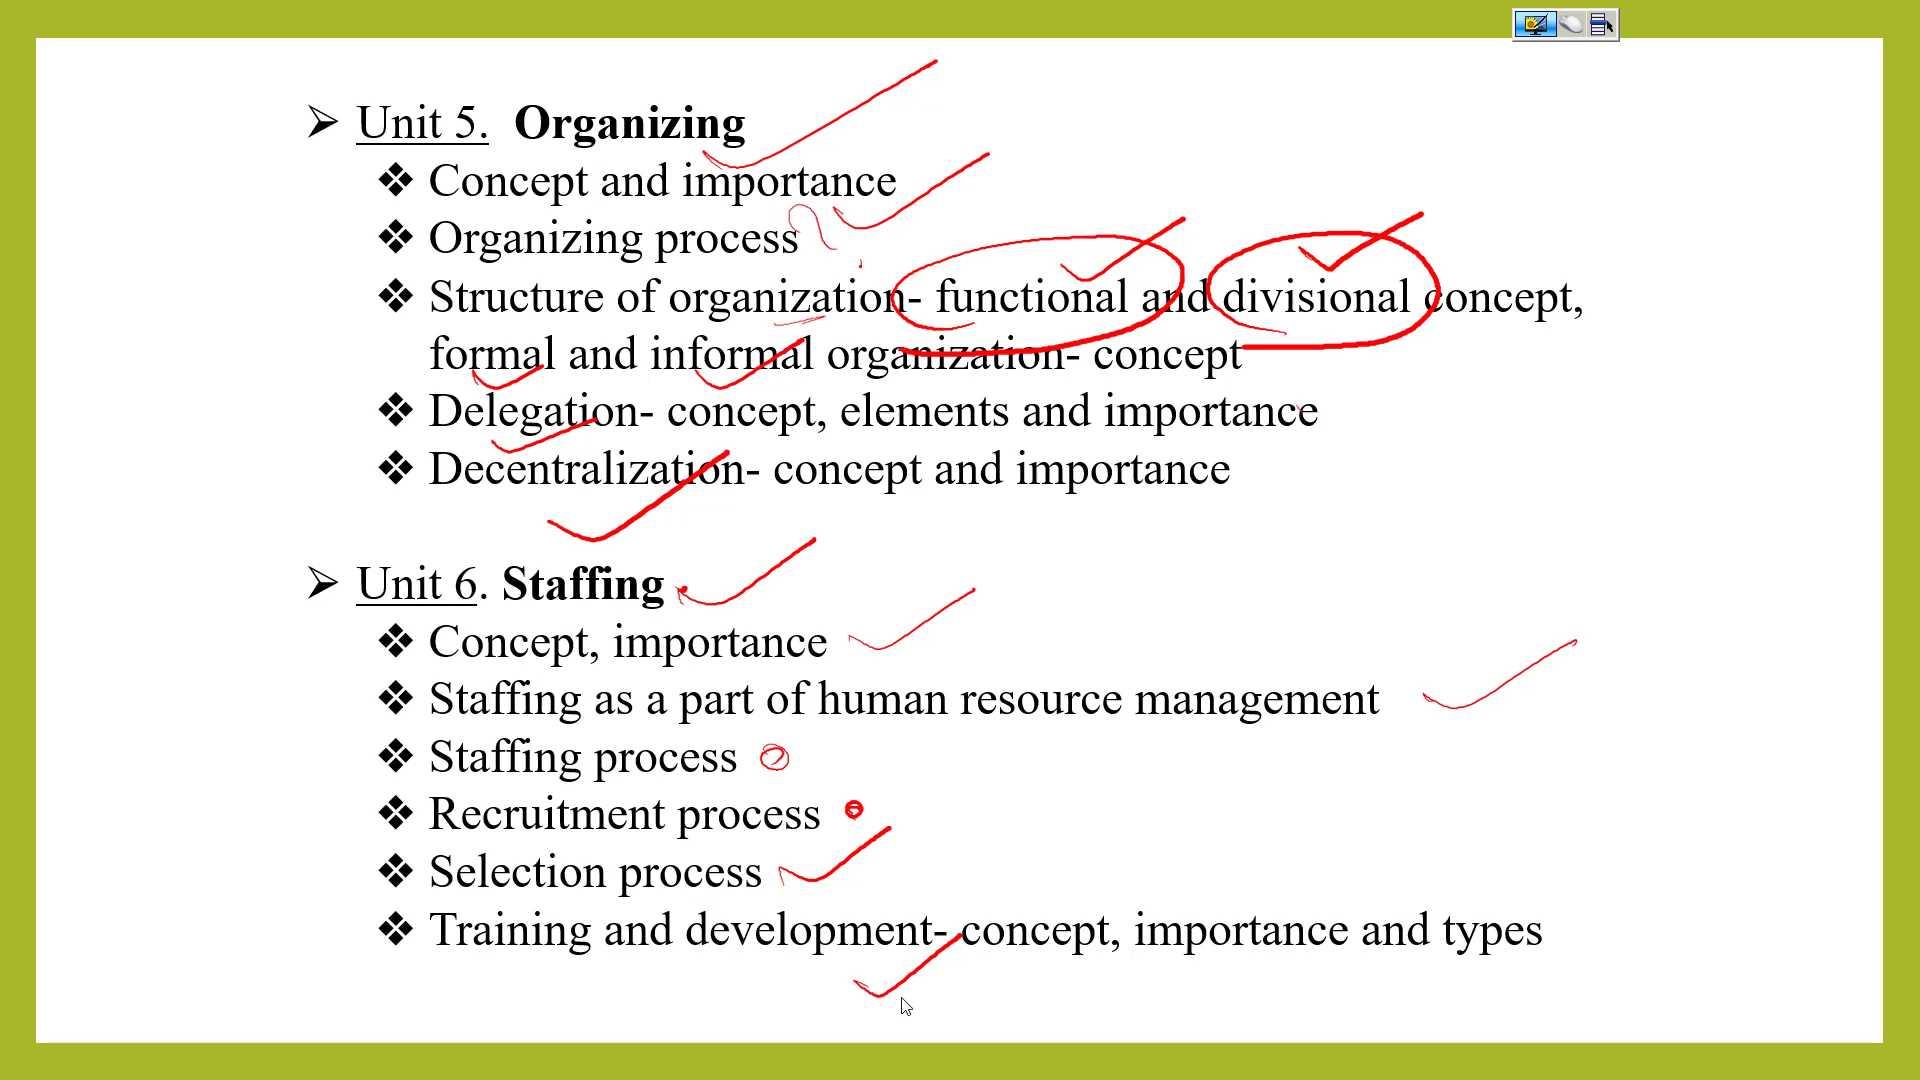 ➢ Unit 5. Organizing
❖ Concept and importance
❖ Organizing process
❖ Structure of organization- functional and divisional concept,
formal and informal organization- concept
❖ Delegation- concept, elements and importance
❖ Decentralization- concept and importance
➢ Unit 6. Staffing
❖ Concept, importance
❖ Staffing as a part of human resource management
❖ Staffing process
❖ Recruitment process
❖ Selection process
❖ Training and development- concept, importance and types